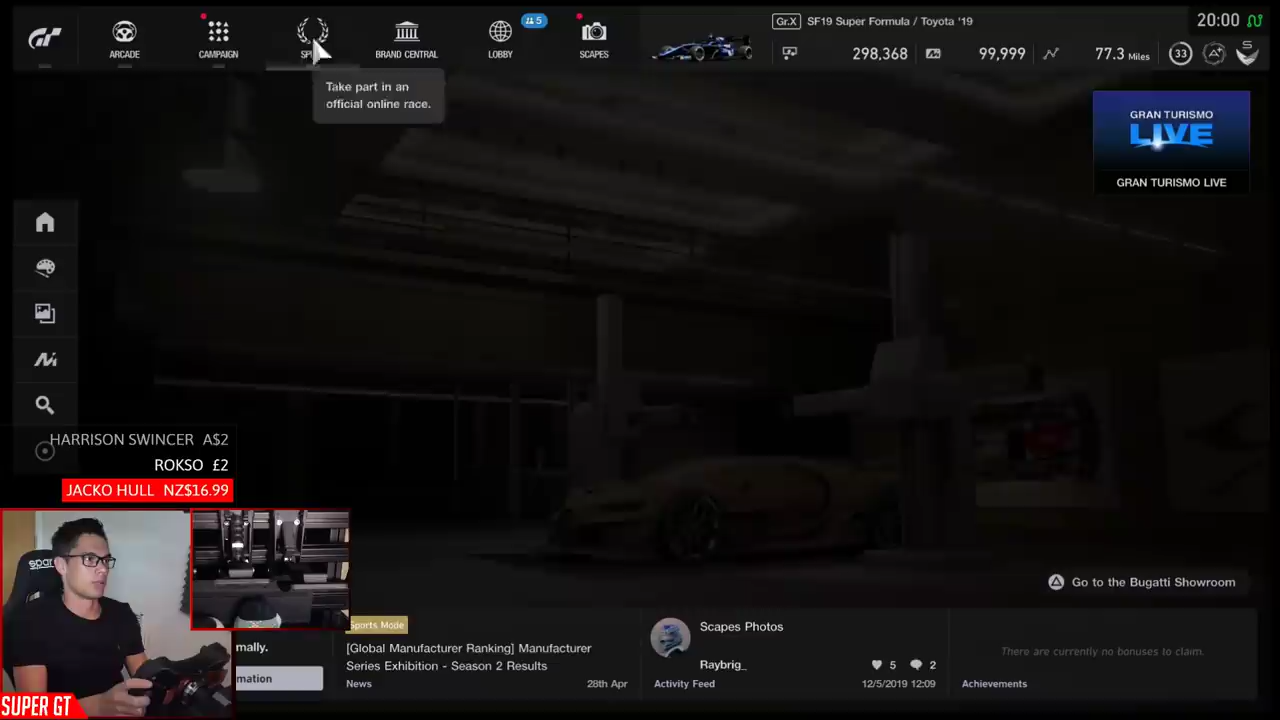 ARCADE
CAMPAIGN
BRAND CENTRAL
5
LOBBY
SCAPES
Gr.X SF19 Super Formula / Toyota '19
298,368
99,999
77.3 Miles
33
S
20:00
Take part in an
official online race.
GRAN TURISMO
LIVE
GRAN TURISMO LIVE
HARRISON SWINCER A$2
ROKSO £2
JACKO HULL NZ$16.99
Go to the Bugatti Showroom
mally.
mation
Sports Mode
[Global Manufacturer Ranking] Manufacturer
Series Exhibition - Season 2 Results
News 28th Apr
Scapes Photos
Raybrig_ 5 2
Activity Feed 12/5/2019 12:09
There are currently no bonuses to claim.
Achievements
SUPER GT